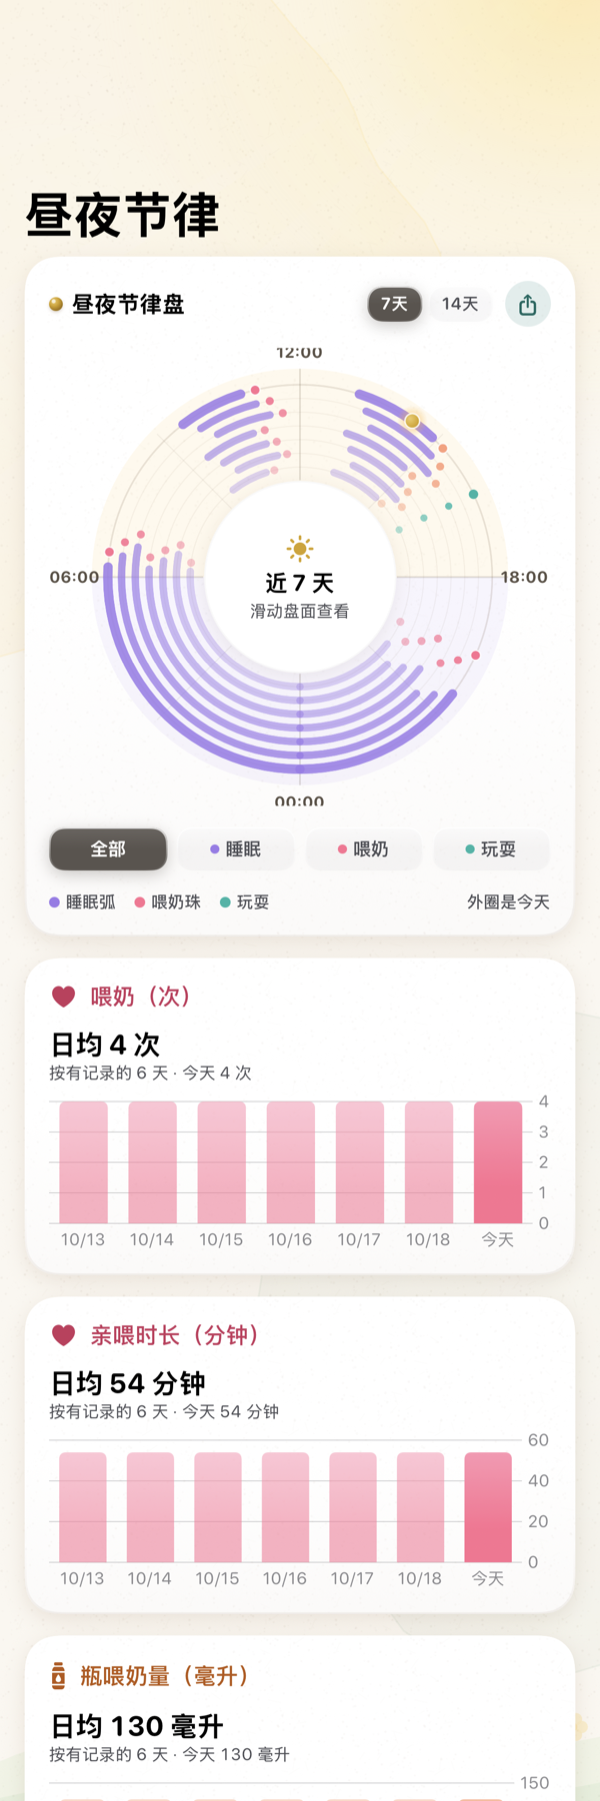 昼夜节律
昼夜节律盘
7天
14天
12:00
06:00
18:00
近 7 天
滑动盘面查看
00:00
全部
睡眠
喂奶
玩耍
睡眠弧
喂奶珠
玩耍
外圈是今天
喂奶（次）
日均 4 次
按有记录的 6 天 · 今天 4 次
4
3
2
1
0
10/13 10/14 10/15 10/16 10/17 10/18 今天
亲喂时长（分钟）
日均 54 分钟
按有记录的 6 天 · 今天 54 分钟
60
40
20
0
10/13 10/14 10/15 10/16 10/17 10/18 今天
瓶喂奶量（毫升）
日均 130 毫升
按有记录的 6 天 · 今天 130 毫升
150